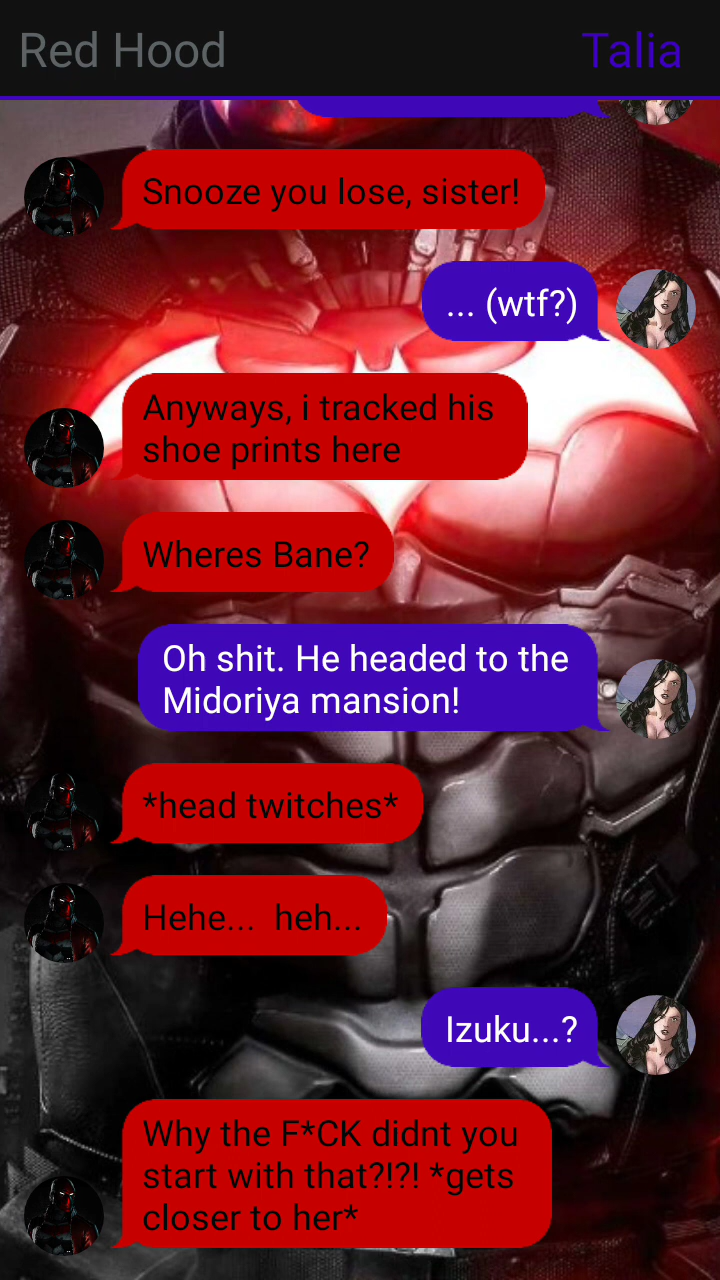 Red Hood
Talia
Snooze you lose, sister!
... (wtf?)
Anyways, i tracked his
shoe prints here
Wheres Bane?
Oh shit. He headed to the
Midoriya mansion!
*head twitches*
Hehe...  heh...
Izuku...?
Why the F*CK didnt you
start with that?!?! *gets
closer to her*